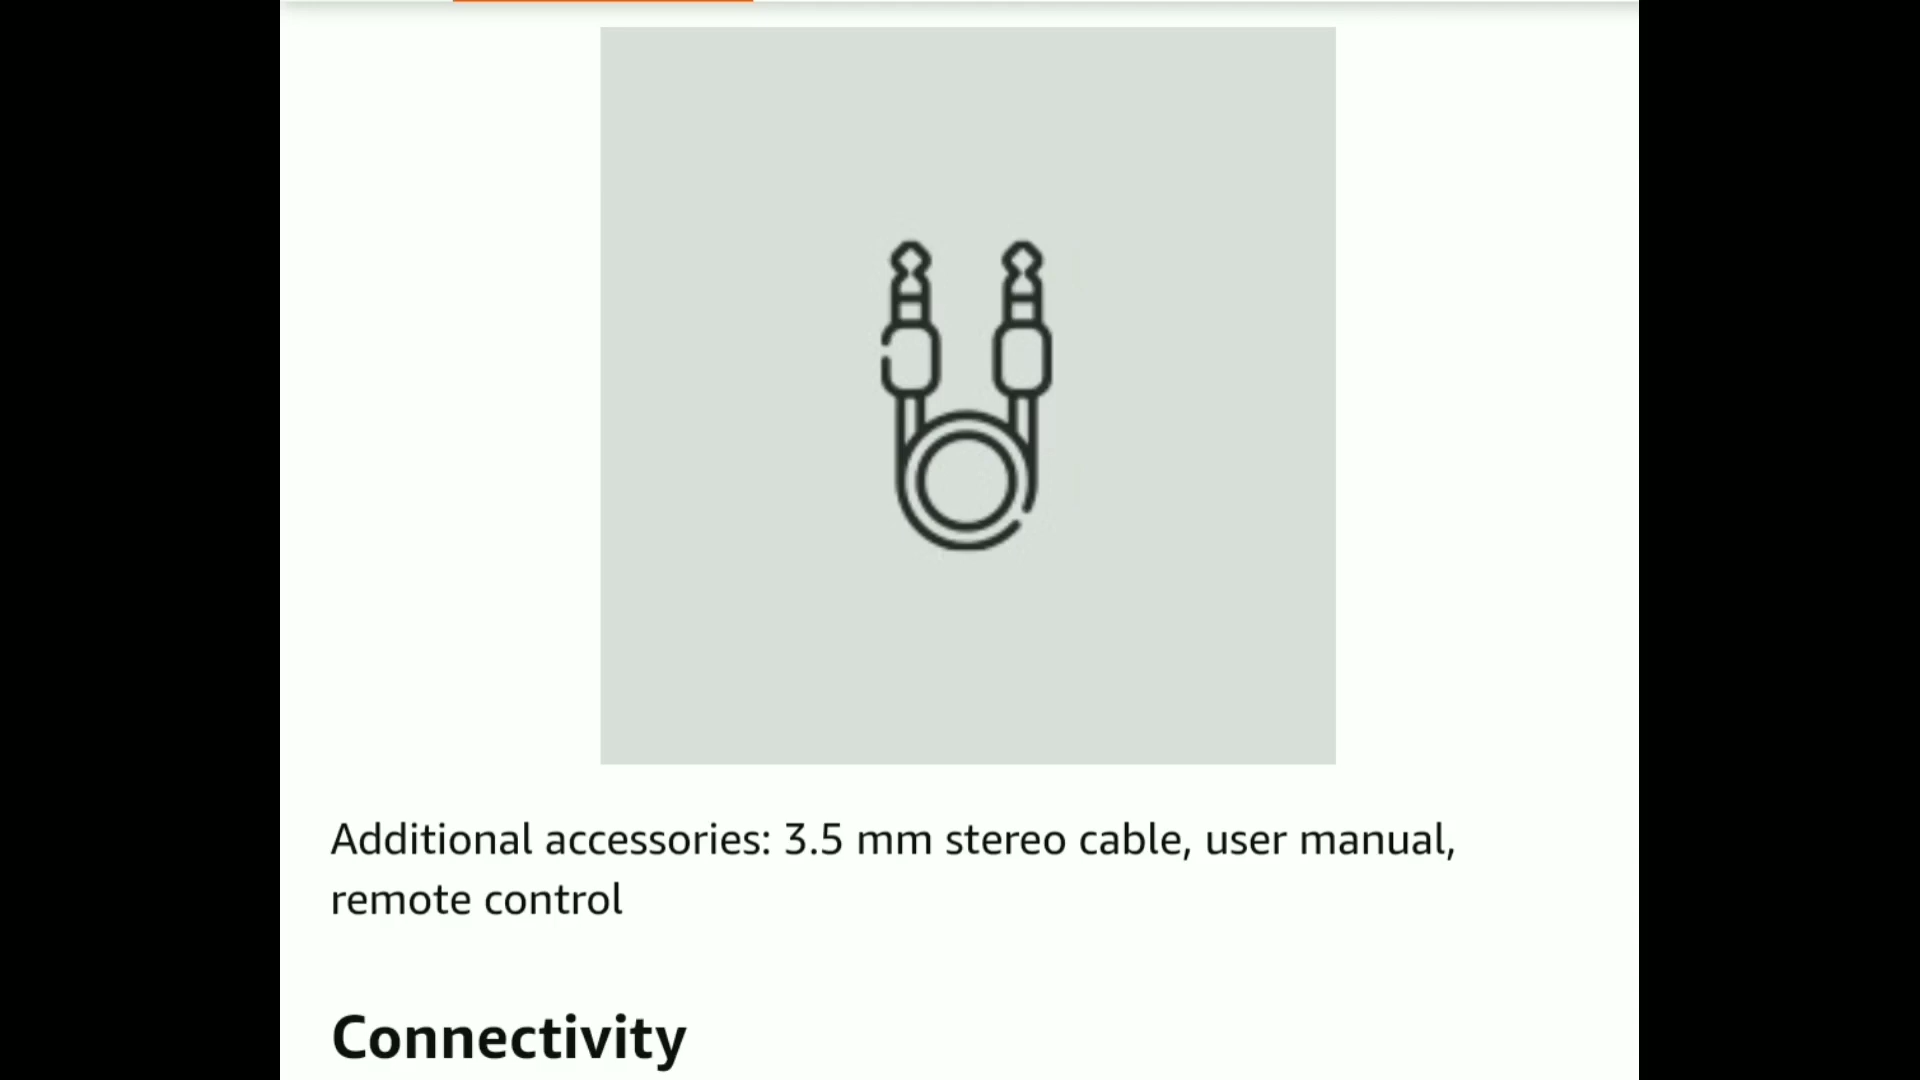 Additional accessories: 3.5 mm stereo cable, user manual,
remote control
Connectivity